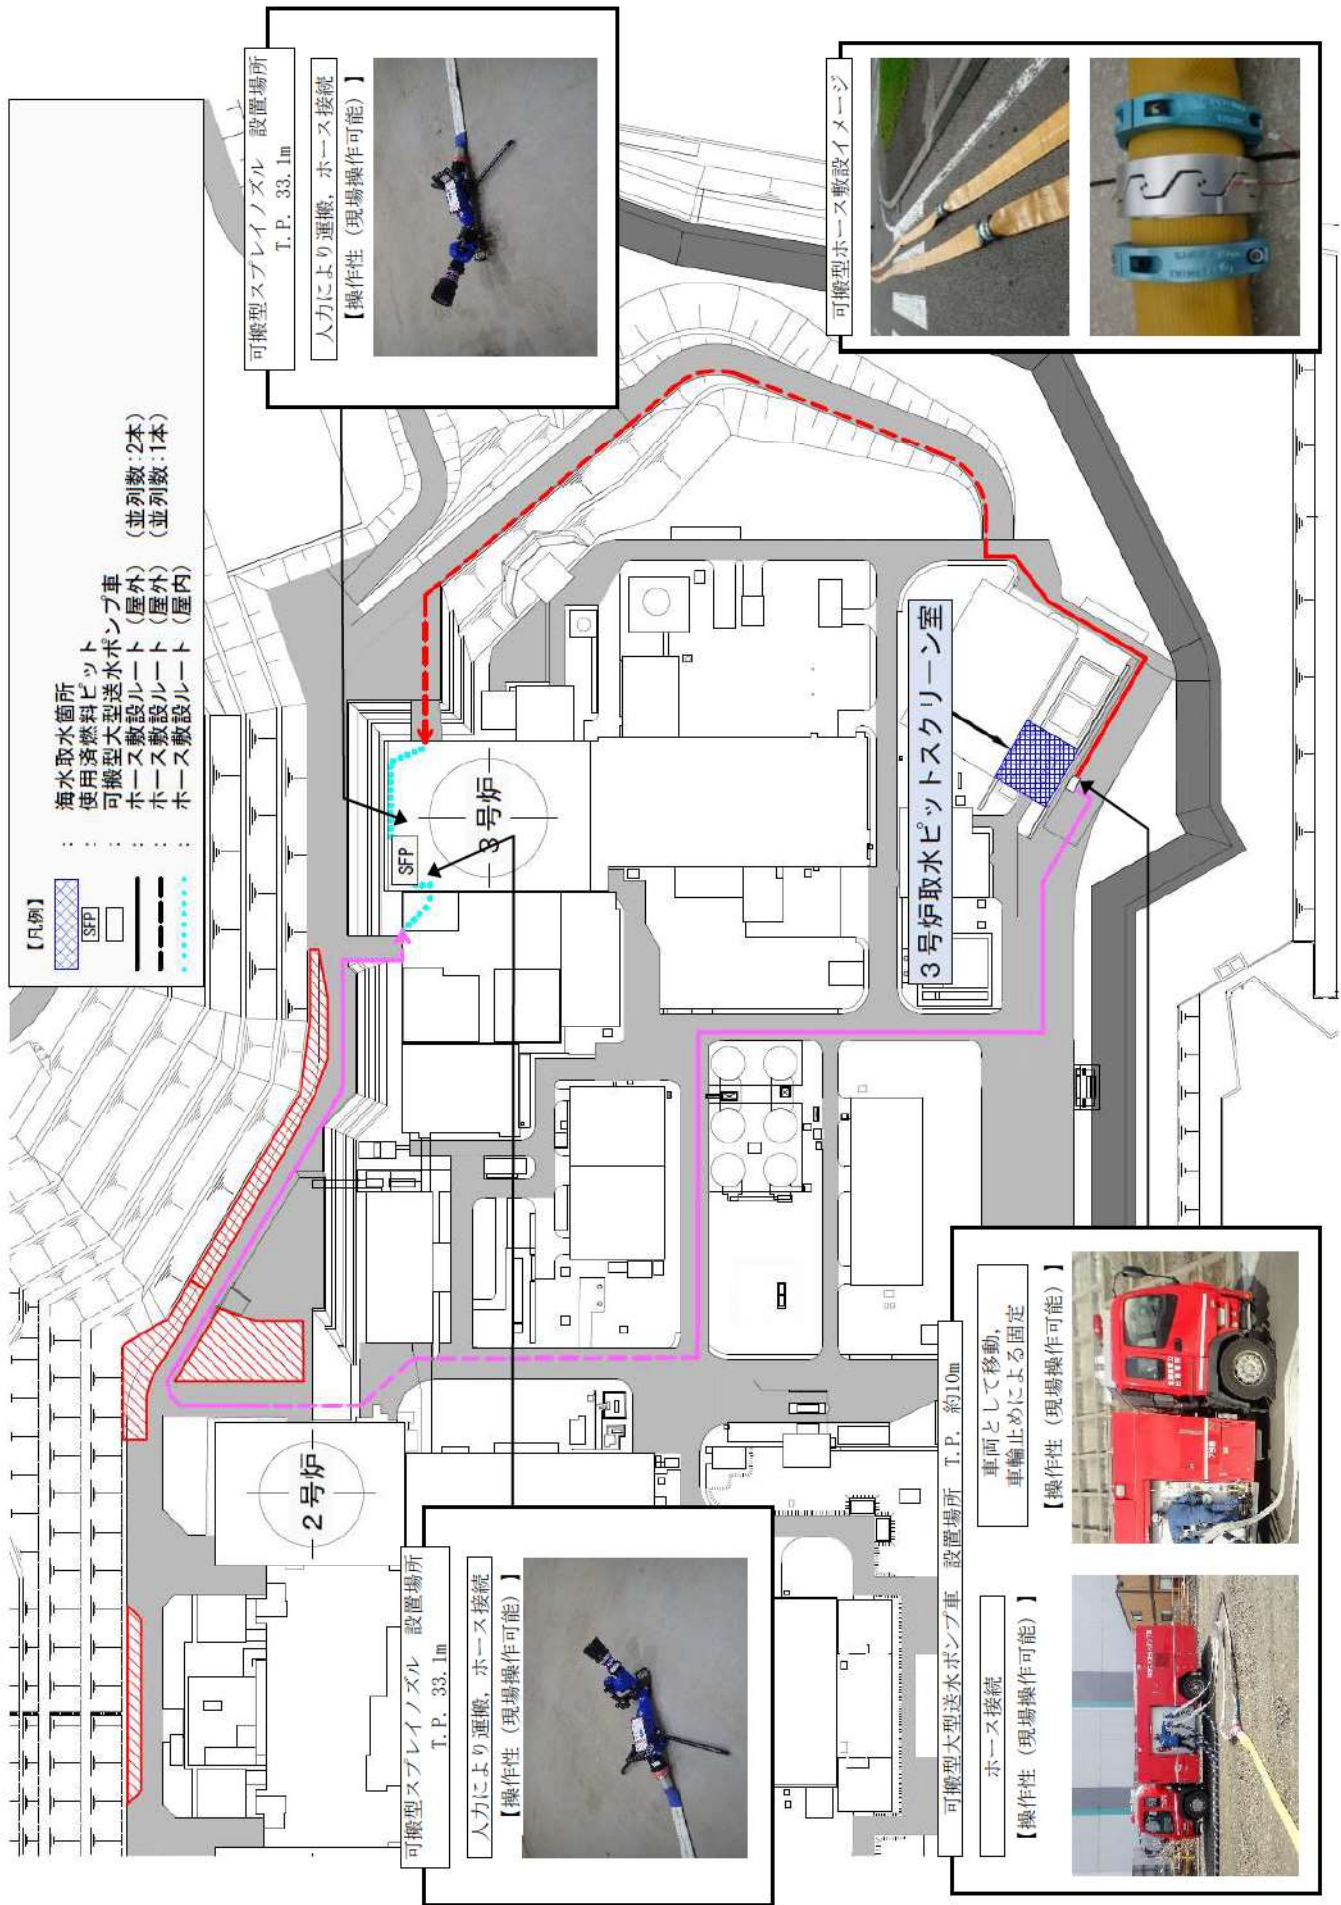 【凡例】
： 海水取水箇所
SFP ： 使用済燃料ピット
： 可搬型大型送水ポンプ車
： ホース敷設ルート（屋外）（並列数：2本）
： ホース敷設ルート（屋外）（並列数：1本）
： ホース敷設ルート（屋内）
可搬型スプレイノズル 設置場所
T.P. 33.1m
人力により運搬，ホース接続
【操作性（現場操作可能）】
可搬型ホース敷設イメージ
SFP
3号炉
3号炉取水ピットスクリーン室
2号炉
可搬型スプレイノズル 設置場所
T.P. 33.1m
人力により運搬，ホース接続
【操作性（現場操作可能）】
可搬型大型送水ポンプ車 設置場所 T.P. 約10m
ホース接続
【操作性（現場操作可能）】
車両として移動，
車輪止めによる固定
【操作性（現場操作可能）】